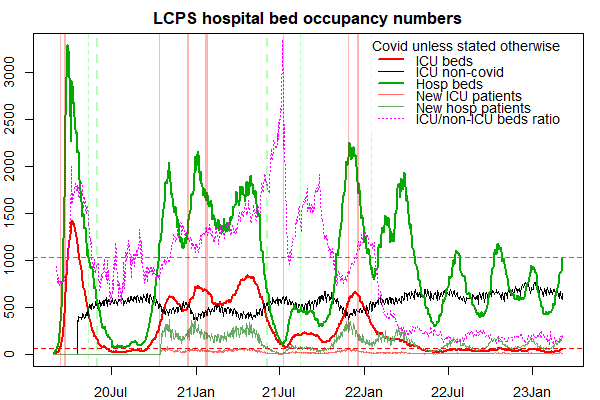 LCPS hospital bed occupancy numbers
Covid unless stated otherwise
ICU beds
ICU non-covid
Hosp beds
New ICU patients
New hosp patients
ICU/non-ICU beds ratio
3000
2500
2000
1500
1000
500
0
20Jul 21Jan 21Jul 22Jan 22Jul 23Jan